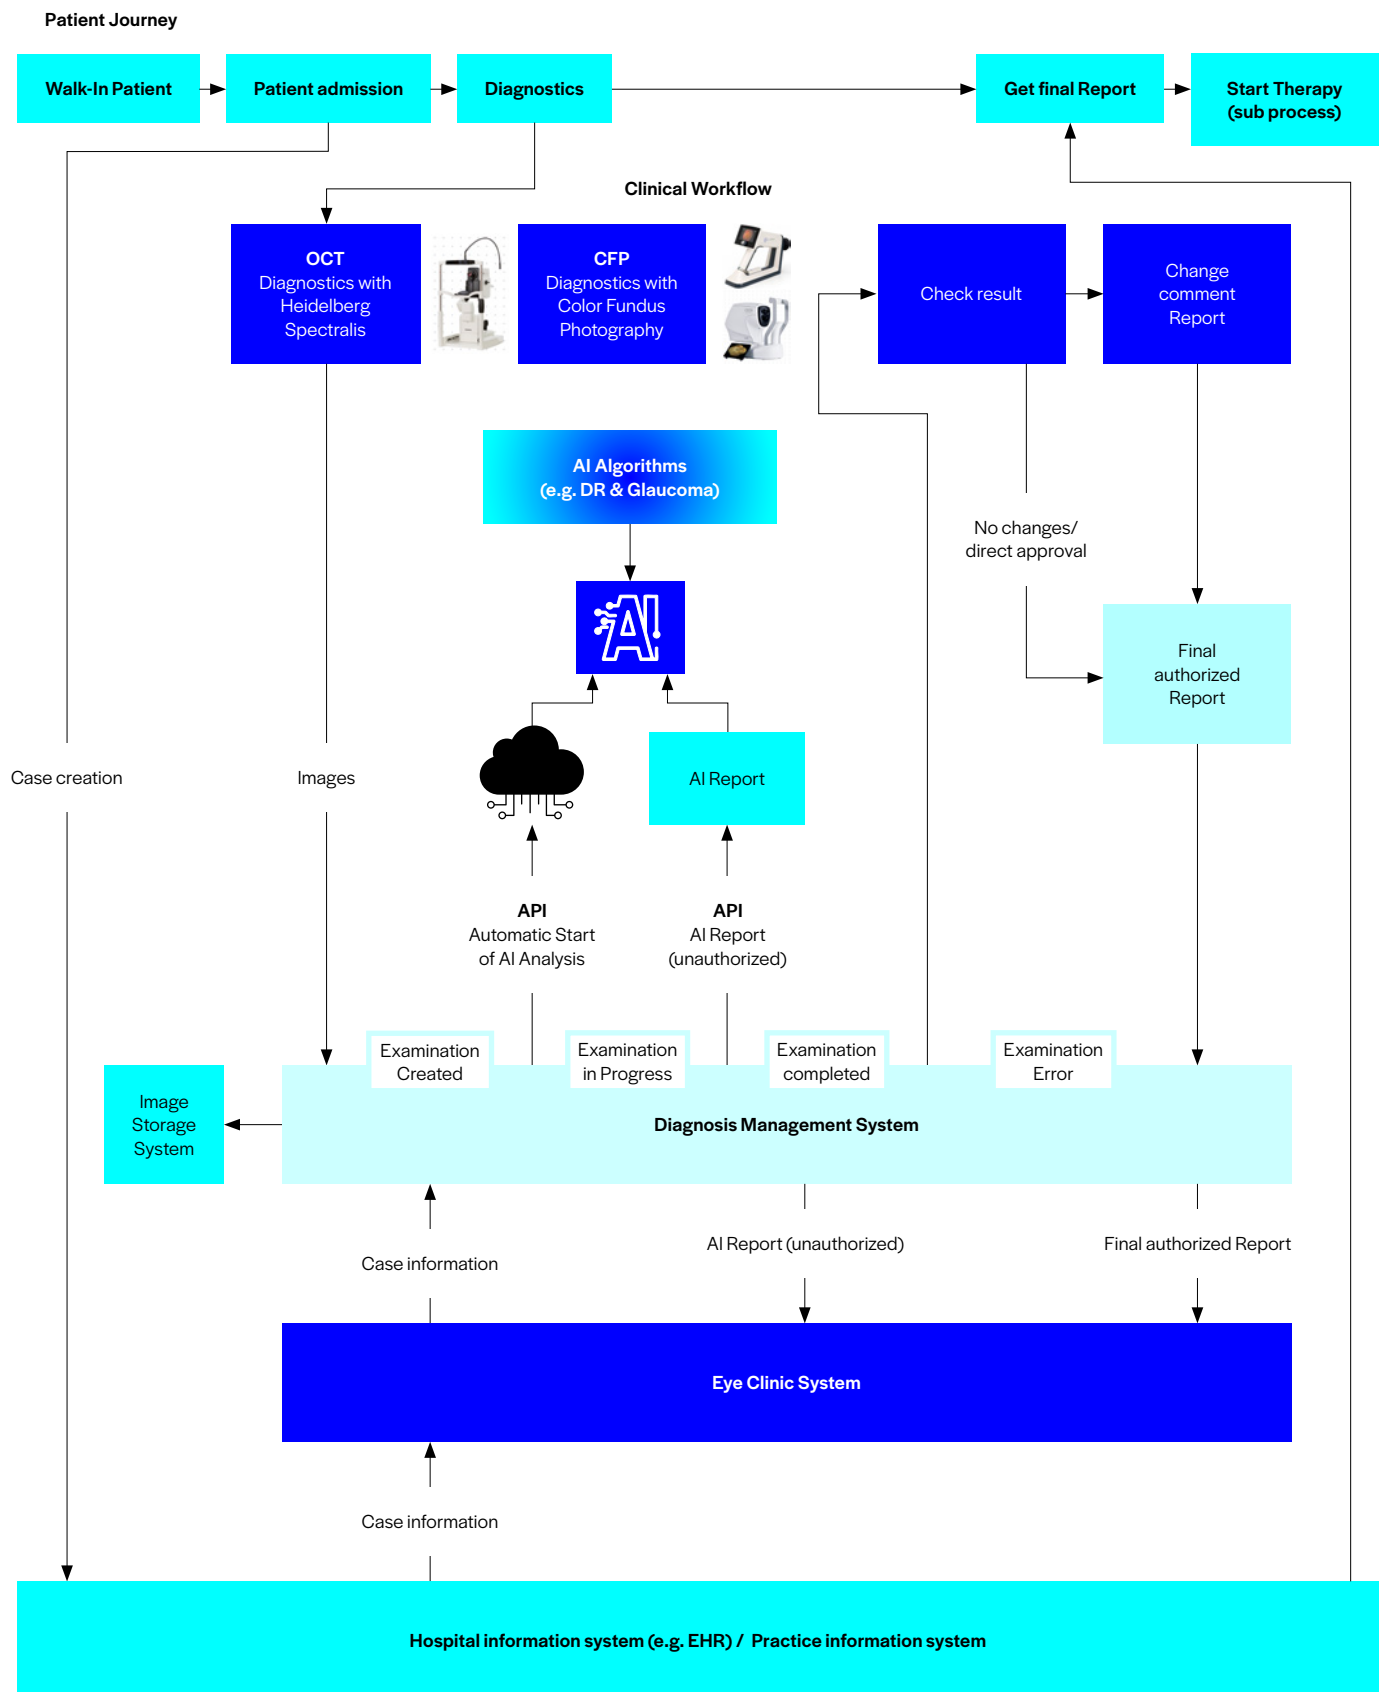 Patient Journey
Walk-In Patient
Patient admission
Diagnostics
Get final Report
Start Therapy
(sub process)
Clinical Workflow
OCT
Diagnostics with
Heidelberg
Spectralis
CFP
Diagnostics with
Color Fundus
Photography
Check result
Change
comment
Report
AI Algorithms
(e.g. DR & Glaucoma)
No changes/
direct approval
AI
Final
authorized
Report
Case creation
Images
AI Report
API
Automatic Start
of AI Analysis
API
AI Report
(unauthorized)
Examination
Created
Examination
in Progress
Examination
completed
Examination
Error
Image
Storage
System
Diagnosis Management System
Case information
AI Report (unauthorized)
Final authorized Report
Eye Clinic System
Case information
Hospital information system (e.g. EHR) / Practice information system